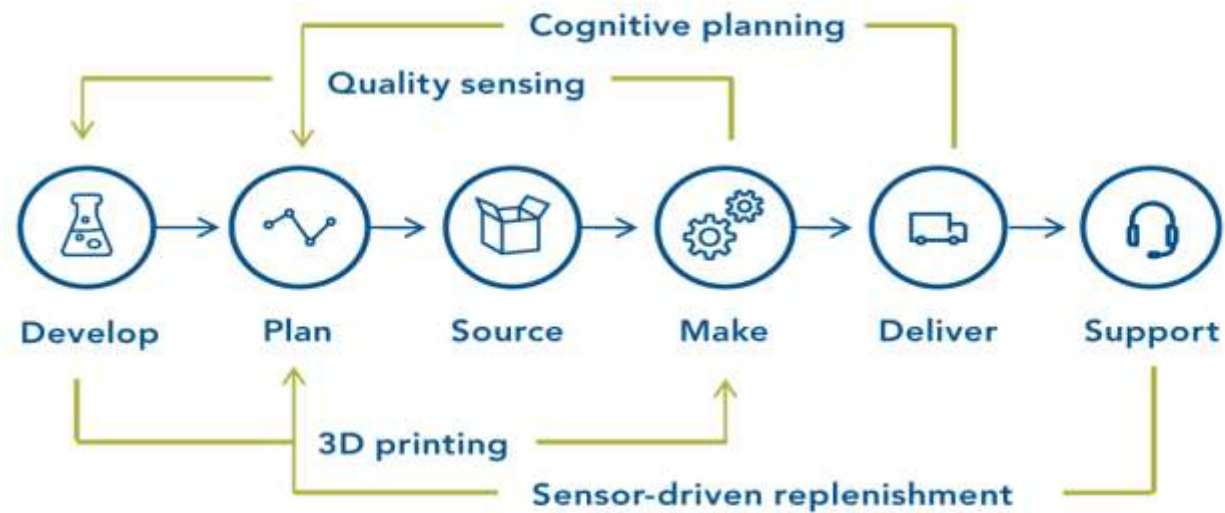 Cognitive planning
Quality sensing
Develop Plan Source Make Deliver Support
3D printing
Sensor-driven replenishment